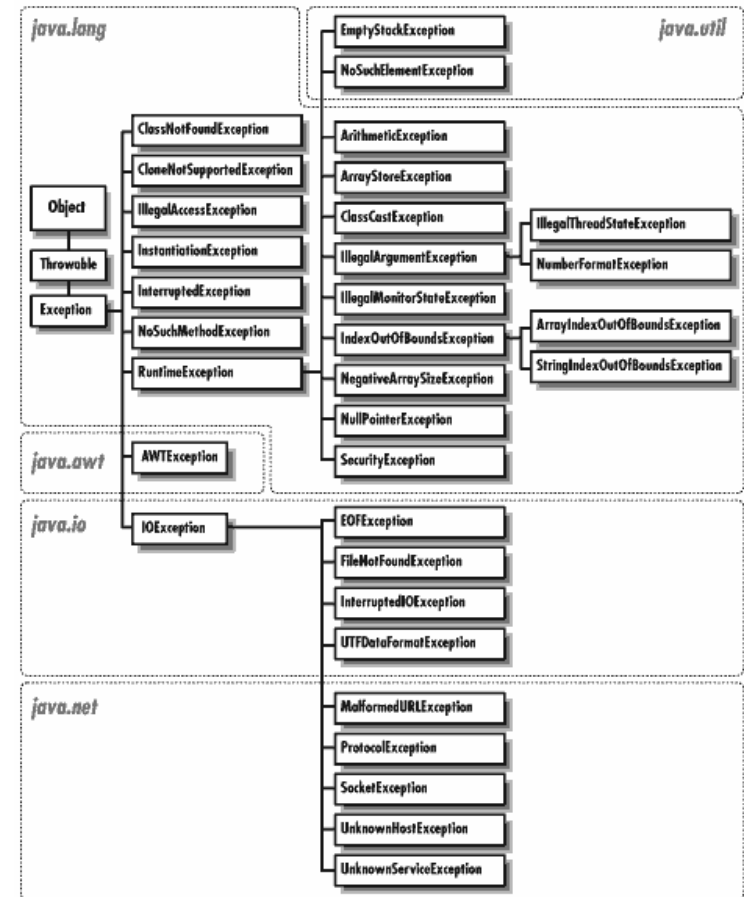 java.lang
java.util
EmptyStackException
NoSuchElementException
ClassNotFoundException
CloneNotSupportedException
IllegalAccessException
InstantiationException
InterruptedException
NoSuchMethodException
RuntimeException
Object
Throwable
Exception
ArithmeticException
ArrayStoreException
ClassCastException
IllegalArgumentException
IllegalMonitorStateException
IndexOutOfBoundsException
NegativeArraySizeException
NullPointerException
SecurityException
IllegalThreadStateException
NumberFormatException
ArrayIndexOutOfBoundsException
StringIndexOutOfBoundsException
java.awt
AWTException
java.io
IOException
EOFException
FileNotFoundException
InterruptedIOException
UTFDataFormatException
java.net
MalformedURLException
ProtocolException
SocketException
UnknownHostException
UnknownServiceException